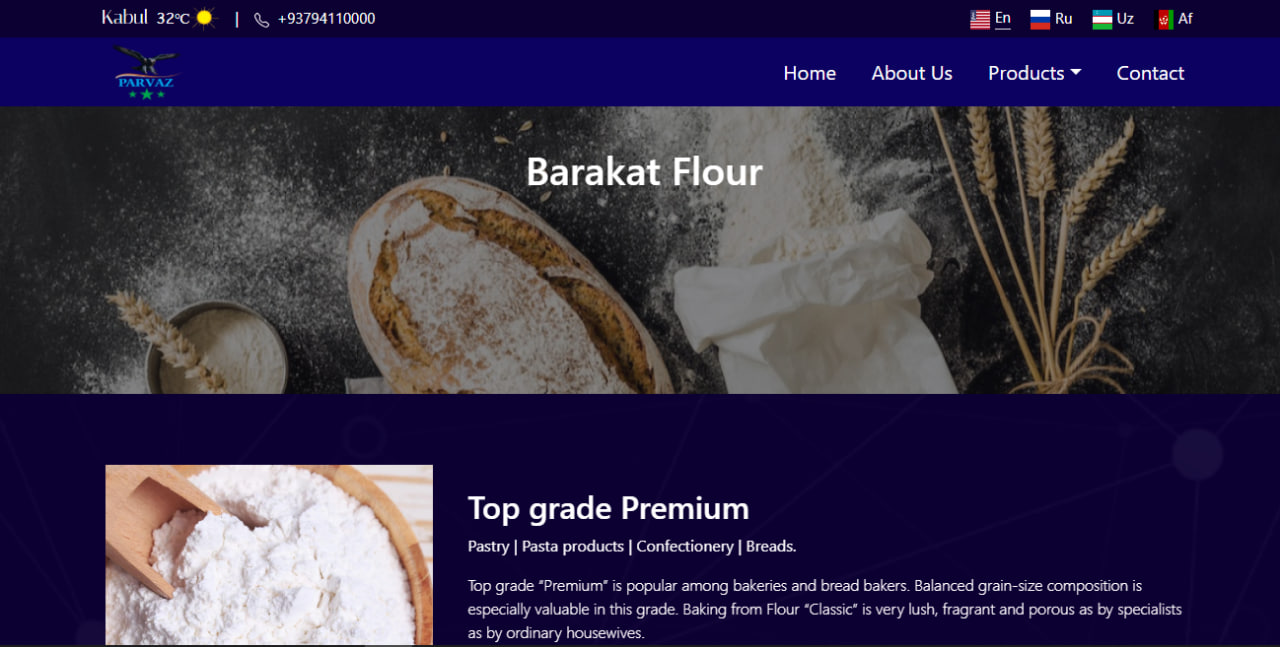 Kabul 32°C | +93794110000
En Ru Uz Af
PARVAZ
Home About Us Products Contact
Barakat Flour
Top grade Premium
Pastry | Pasta products | Confectionery | Breads.
Top grade “Premium” is popular among bakeries and bread bakers. Balanced grain-size composition is
especially valuable in this grade. Baking from Flour “Classic” is very lush, fragrant and porous as by specialists
as by ordinary housewives.